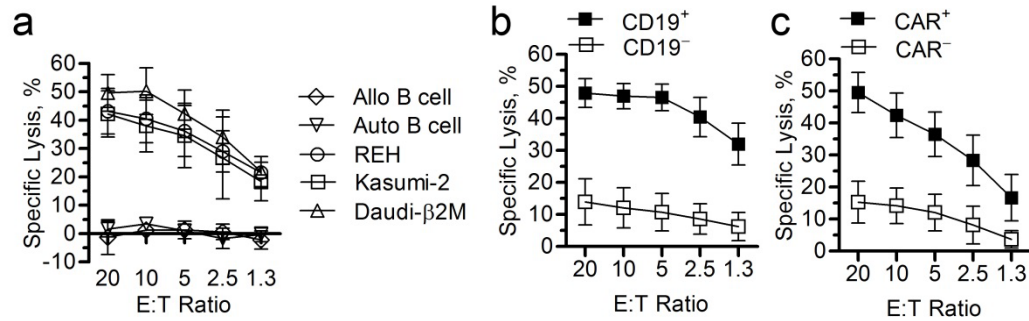 a
Specific Lysis, %
60
50
40
30
20
10
0
-10
20 10 5 2.5 1.3
E:T Ratio
Allo B cell
Auto B cell
REH
Kasumi-2
Daudi-β2M
b
CD19⁺
CD19⁻
Specific Lysis, %
60
50
40
30
20
10
0
20 10 5 2.5 1.3
E:T Ratio
c
CAR⁺
CAR⁻
Specific Lysis, %
60
50
40
30
20
10
0
20 10 5 2.5 1.3
E:T Ratio